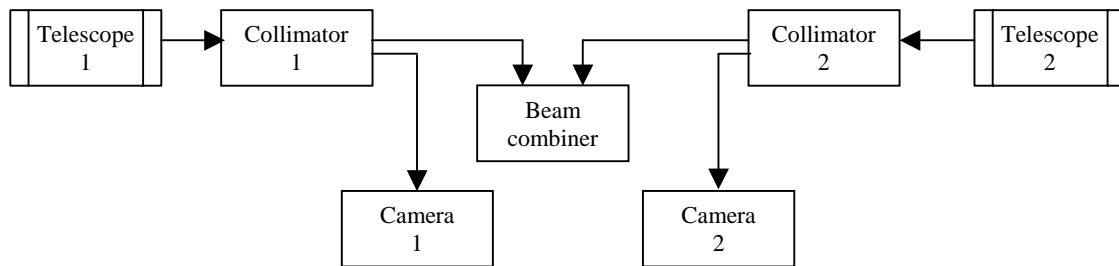 Telescope
1
Collimator
1
Collimator
2
Telescope
2
Beam
combiner
Camera
1
Camera
2